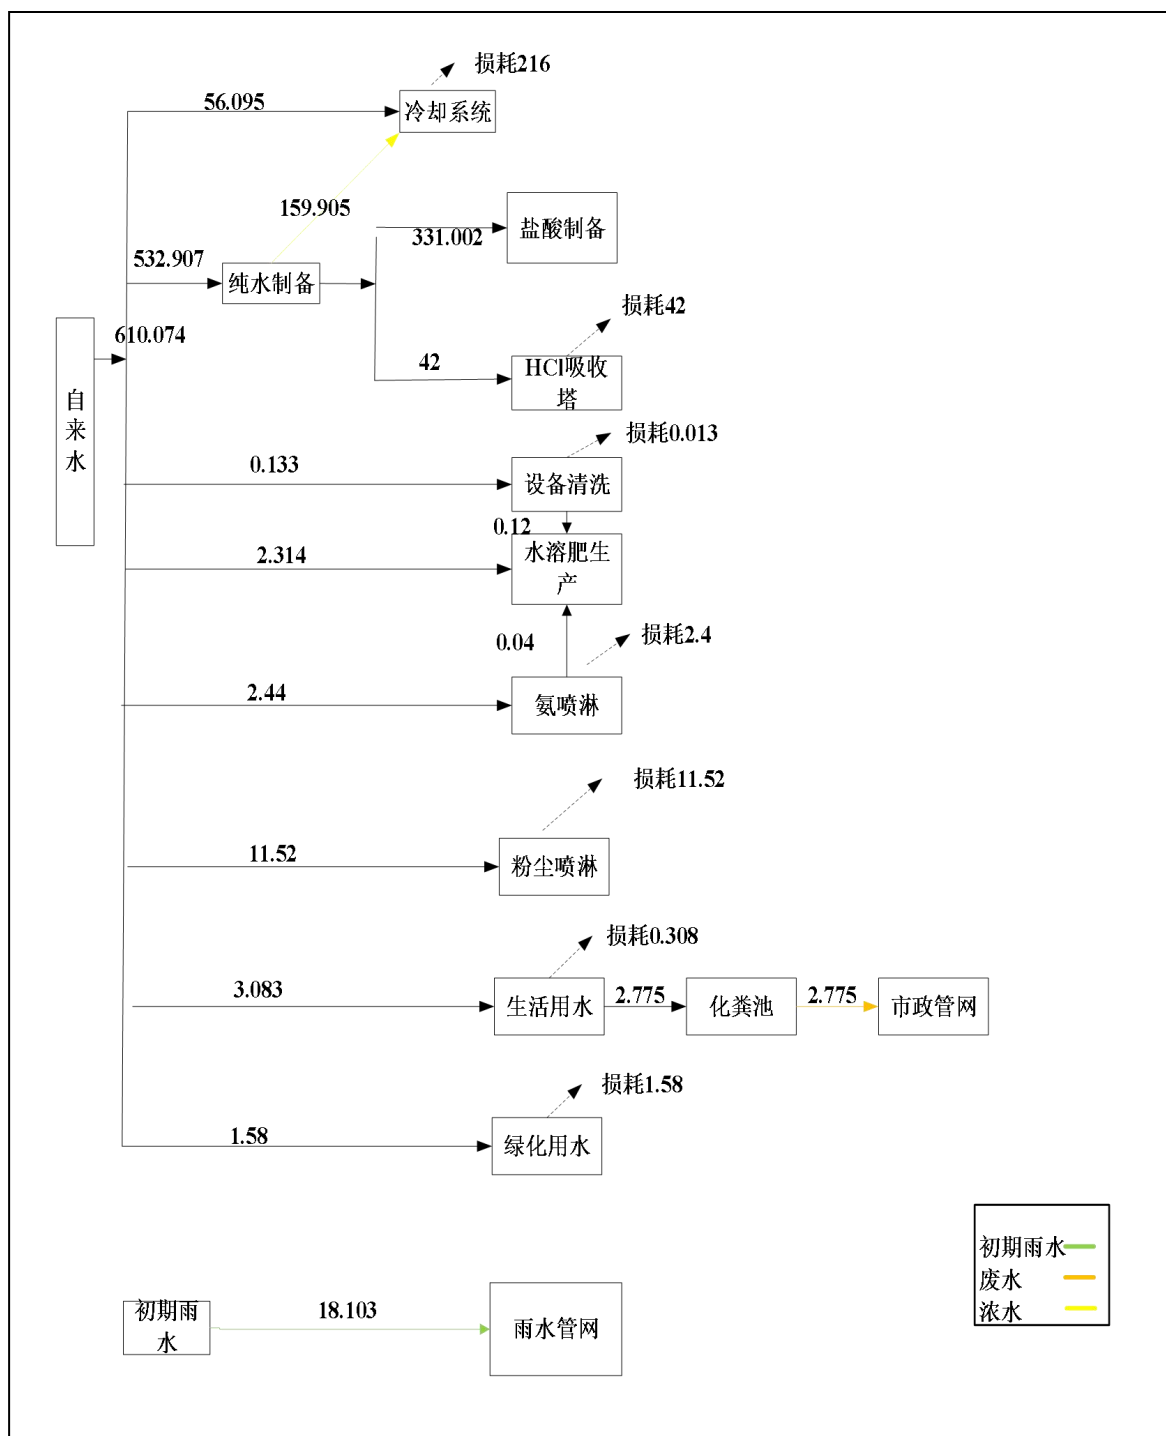 损耗216
56.095
冷却系统
159.905
盐酸制备
331.002
532.907
纯水制备
损耗42
610.074
42
HCl吸收
塔
自
来
水
损耗0.013
0.133
设备清洗
0.12
水溶肥生
产
2.314
0.04
损耗2.4
2.44
氨喷淋
损耗11.52
11.52
粉尘喷淋
损耗0.308
3.083
生活用水
2.775
化粪池
2.775
市政管网
损耗1.58
1.58
绿化用水
初期雨水
废水
浓水
初期雨
水
18.103
雨水管网